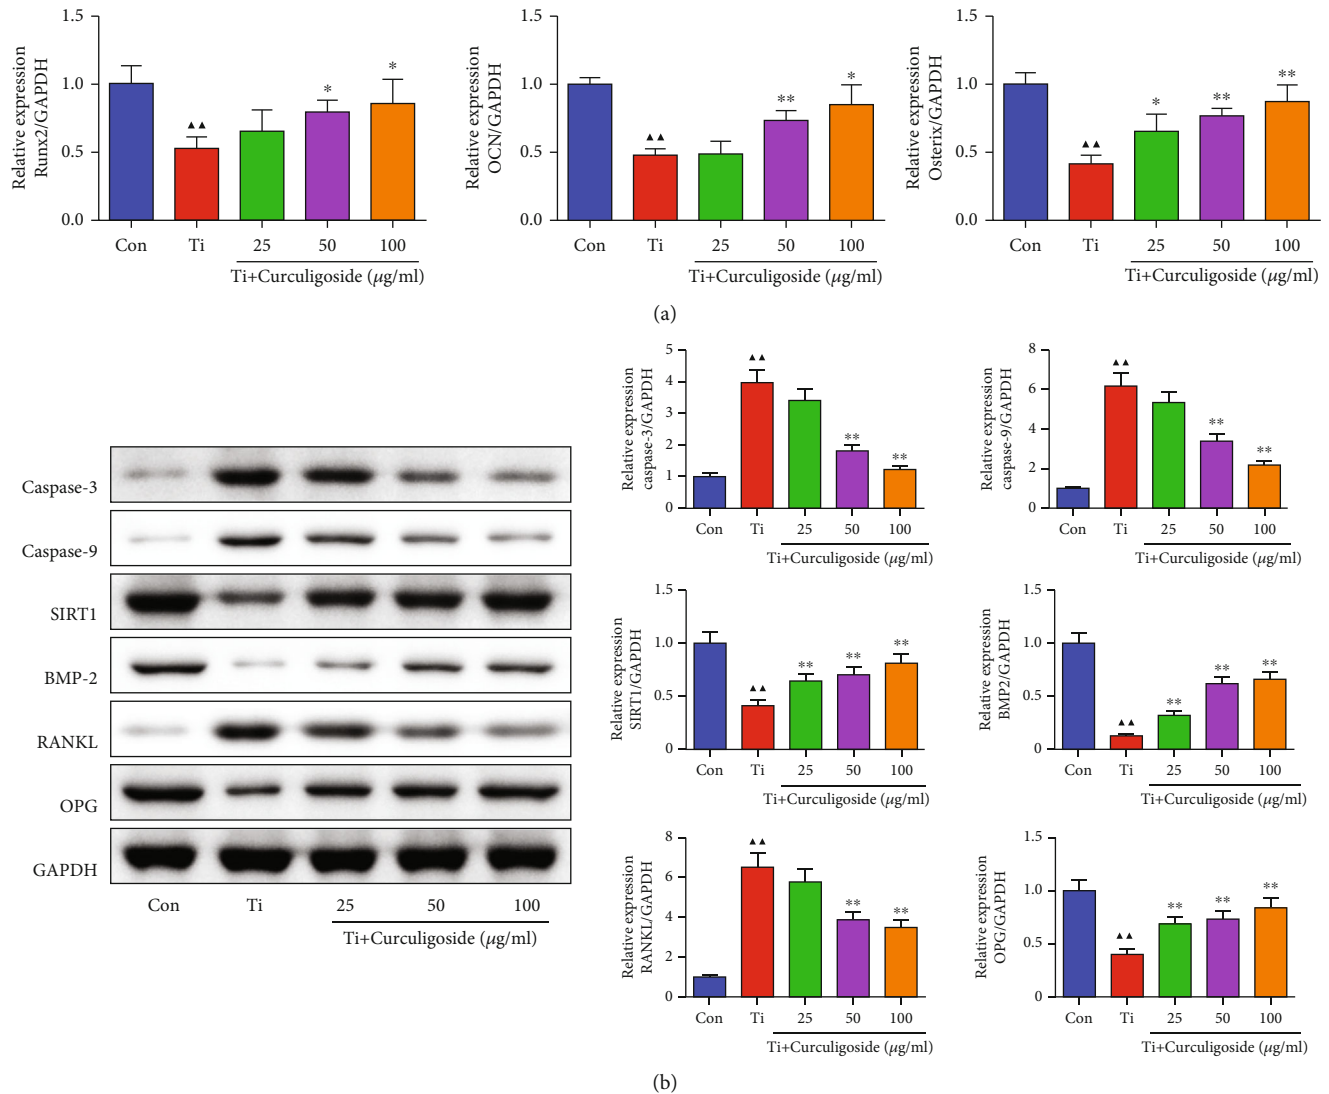 Relative expression
Runx2/GAPDH
1.5
1.0
0.5
0.0
▲▲
*
*
Con
Ti
25
50
100
Ti+Curculigoside (μg/ml)
Relative expression
OCN/GAPDH
1.5
1.0
0.5
0.0
▲▲
**
*
Con
Ti
25
50
100
Ti+Curculigoside (μg/ml)
Relative expression
Osterix/GAPDH
1.5
1.0
0.5
0.0
▲▲
*
**
**
Con
Ti
25
50
100
Ti+Curculigoside (μg/ml)
(a)
Caspase-3
Caspase-9
SIRT1
BMP-2
RANKL
OPG
GAPDH
Con
Ti
25
50
100
Ti+Curculigoside (μg/ml)
Relative expression
caspase-3/GAPDH
5
4
3
2
1
0
▲▲
**
**
Con
Ti
25
50
100
Ti+Curculigoside (μg/ml)
Relative expression
caspase-9/GAPDH
8
6
4
2
0
▲▲
**
**
Con
Ti
25
50
100
Ti+Curculigoside (μg/ml)
Relative expression
SIRT1/GAPDH
1.5
1.0
0.5
0
▲▲
**
**
**
Con
Ti
25
50
100
Ti+Curculigoside (μg/ml)
Relative expression
BMP2/GAPDH
1.5
1.0
0.5
0
▲▲
**
**
**
Con
Ti
25
50
100
Ti+Curculigoside (μg/ml)
Relative expression
RANKL/GAPDH
8
6
4
2
0
▲▲
**
**
Con
Ti
25
50
100
Ti+Curculigoside (μg/ml)
Relative expression
OPG/GAPDH
1.5
1.0
0.5
0
▲▲
**
**
**
Con
Ti
25
50
100
Ti+Curculigoside (μg/ml)
(b)